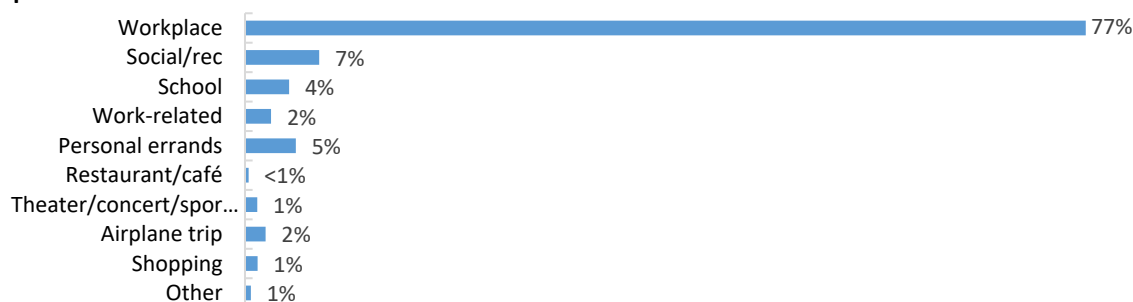 Workplace 77%
Social/rec 7%
School 4%
Work-related 2%
Personal errands 5%
Restaurant/café <1%
Theater/concert/spor... 1%
Airplane trip 2%
Shopping 1%
Other 1%